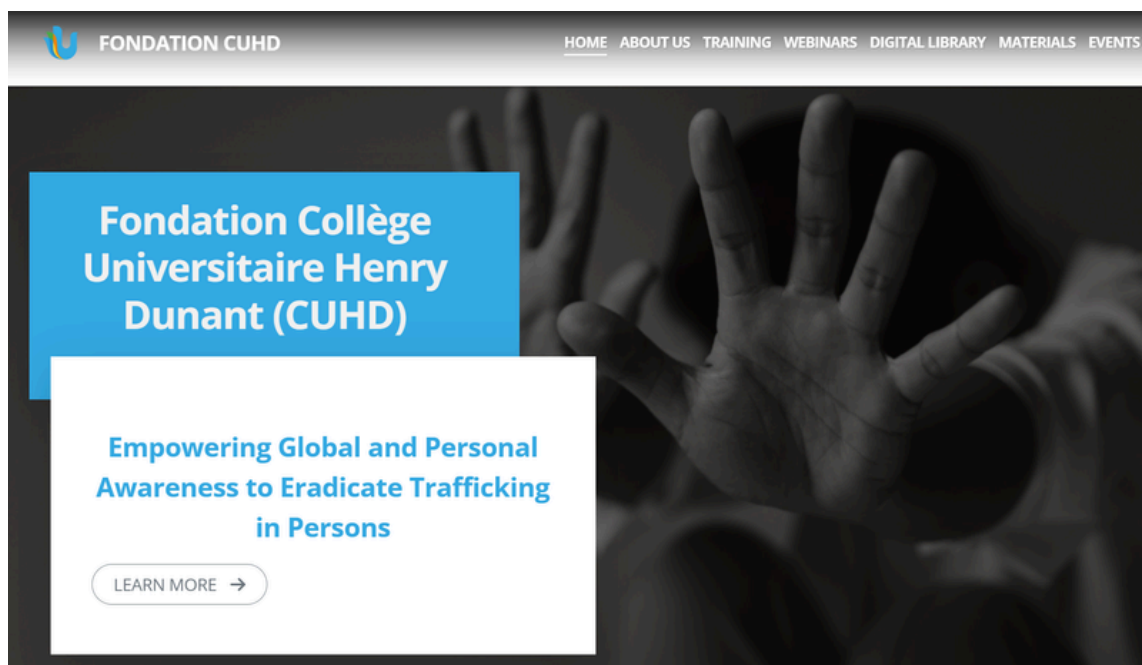 FONDATION CUHD
HOME ABOUT US TRAINING WEBINARS DIGITAL LIBRARY MATERIALS EVENTS
Fondation Collège
Universitaire Henry
Dunant (CUHD)
Empowering Global and Personal
Awareness to Eradicate Trafficking
in Persons
LEARN MORE →